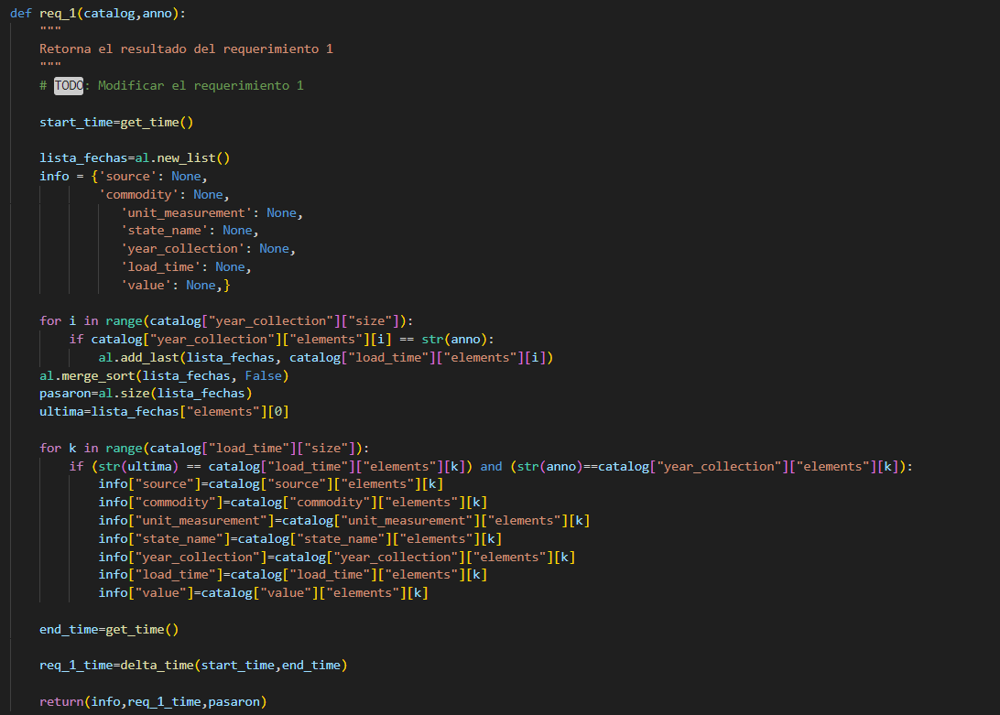 def req_1(catalog,anno):
    """
    Retorna el resultado del requerimiento 1
    """
    # TODO: Modificar el requerimiento 1
    start_time=get_time()
    lista_fechas=al.new_list()
    info = {'source': None,
            'commodity': None,
               'unit_measurement': None,
               'state_name': None,
               'year_collection': None,
               'load_time': None,
               'value': None,}
    for i in range(catalog["year_collection"]["size"]):
        if catalog["year_collection"]["elements"][i] == str(anno):
            al.add_last(lista_fechas, catalog["load_time"]["elements"][i])
    al.merge_sort(lista_fechas, False)
    pasaron=al.size(lista_fechas)
    ultima=lista_fechas["elements"][0]
    for k in range(catalog["load_time"]["size"]):
        if (str(ultima) == catalog["load_time"]["elements"][k]) and (str(anno)==catalog["year_collection"]["elements"][k]):
            info["source"]=catalog["source"]["elements"][k]
            info["commodity"]=catalog["commodity"]["elements"][k]
            info["unit_measurement"]=catalog["unit_measurement"]["elements"][k]
            info["state_name"]=catalog["state_name"]["elements"][k]
            info["year_collection"]=catalog["year_collection"]["elements"][k]
            info["load_time"]=catalog["load_time"]["elements"][k]
            info["value"]=catalog["value"]["elements"][k]
    end_time=get_time()
    req_1_time=delta_time(start_time,end_time)
    return(info,req_1_time,pasaron)